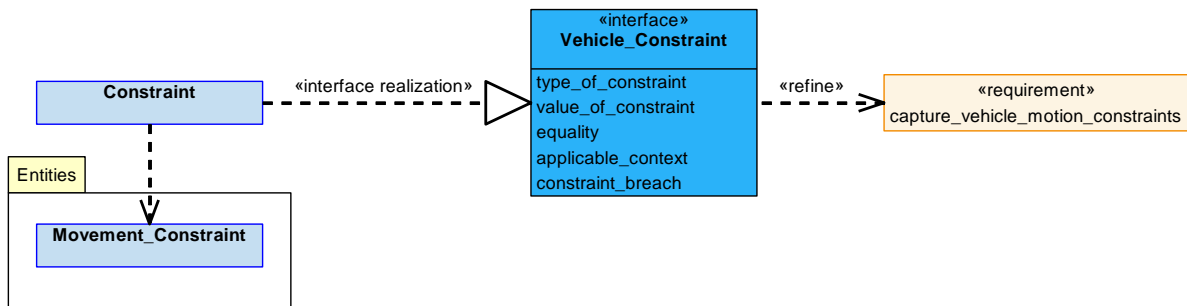 «interface»
Vehicle_Constraint
Constraint
«interface realization»
type_of_constraint
value_of_constraint
equality
applicable_context
constraint_breach
«refine»
«requirement»
capture_vehicle_motion_constraints
Entities
Movement_Constraint